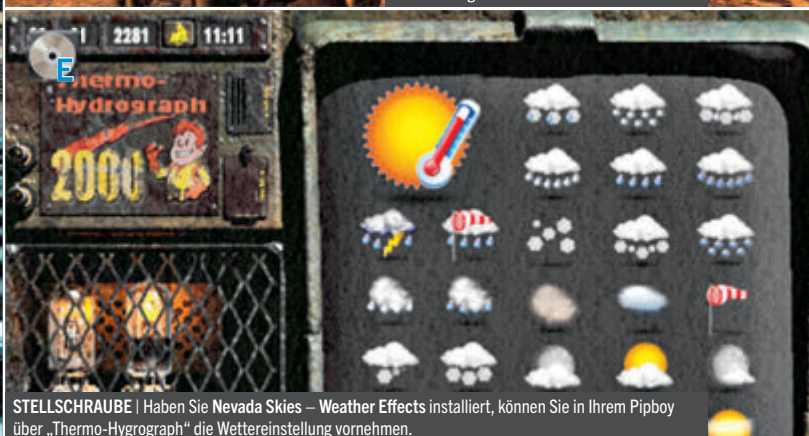 2281 11:11
E
Thermo-
Hydrograph
2000
STELLSCHRAUBE | Haben Sie Nevada Skies – Weather Effects installiert, können Sie in Ihrem Pipboy
über „Thermo-Hygrograph“ die Wettereinstellung vornehmen.